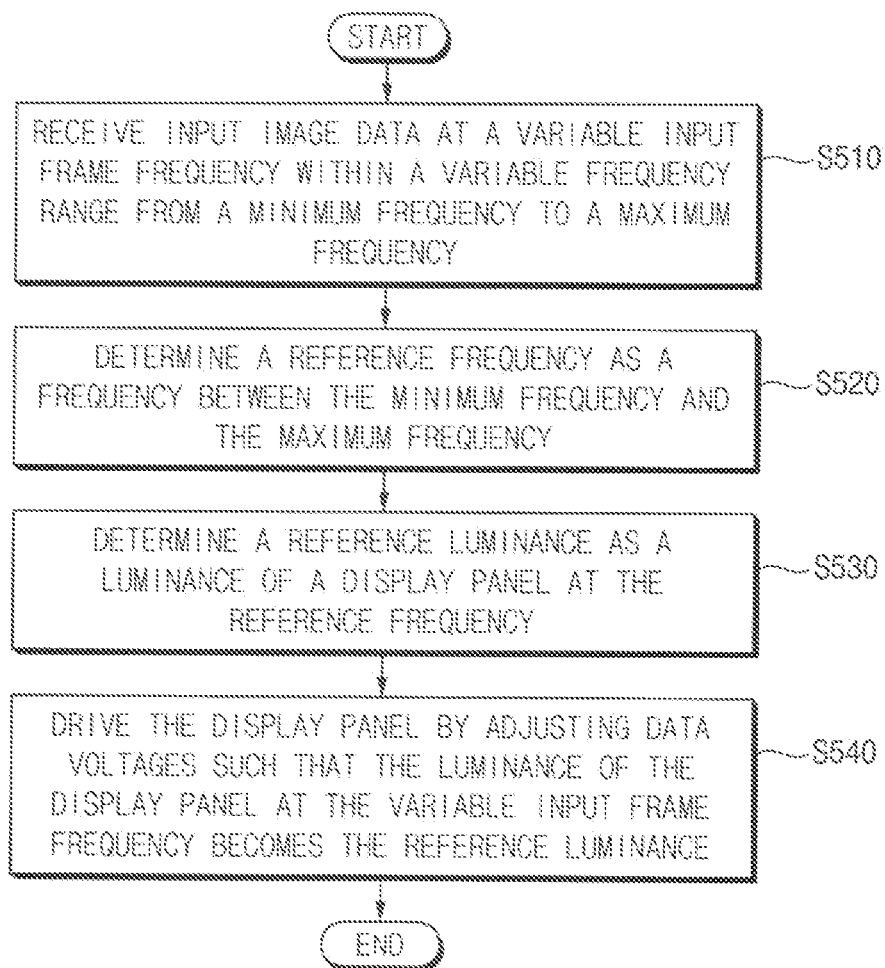 START
RECEIVE INPUT IMAGE DATA AT A VARIABLE INPUT
FRAME FREQUENCY WITHIN A VARIABLE FREQUENCY
RANGE FROM A MINIMUM FREQUENCY TO A MAXIMUM
FREQUENCY
S510
DETERMINE A REFERENCE FREQUENCY AS A
FREQUENCY BETWEEN THE MINIMUM FREQUENCY AND
THE MAXIMUM FREQUENCY
S520
DETERMINE A REFERENCE LUMINANCE AS A
LUMINANCE OF A DISPLAY PANEL AT THE
REFERENCE FREQUENCY
S530
DRIVE THE DISPLAY PANEL BY ADJUSTING DATA
VOLTAGES SUCH THAT THE LUMINANCE OF THE
DISPLAY PANEL AT THE VARIABLE INPUT FRAME
FREQUENCY BECOMES THE REFERENCE LUMINANCE
S540
END